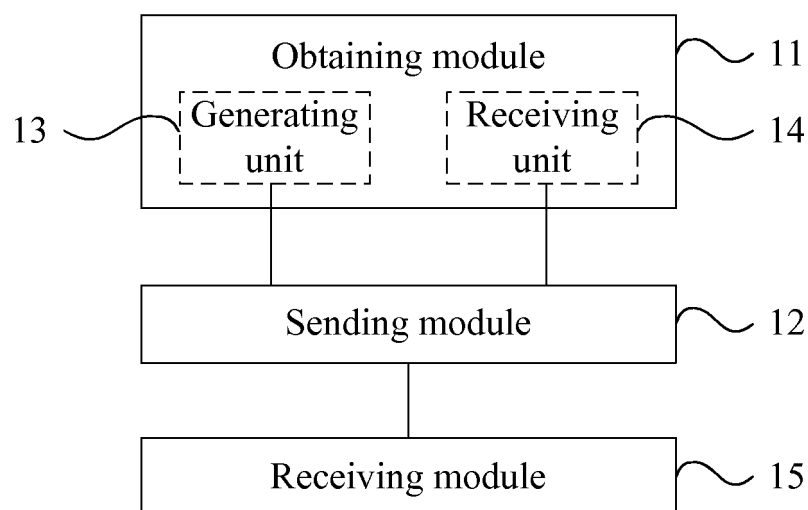 Obtaining module
11
13
Generating
unit
Receiving
unit
14
Sending module
12
Receiving module
15